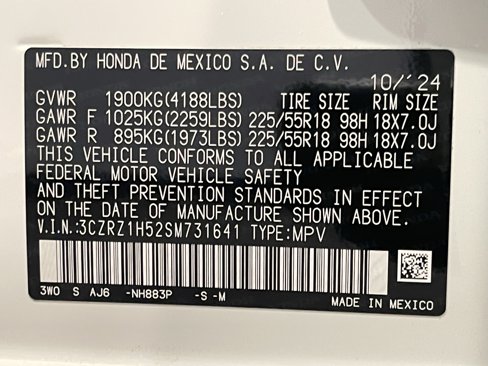 MFD.BY HONDA DE MEXICO S.A. DE C.V.
10/'24
GVWR 1900KG(4188LBS) TIRE SIZE RIM SIZE
GAWR F 1025KG(2259LBS) 225/55R18 98H 18X7.0J
GAWR R 895KG(1973LBS) 225/55R18 98H 18X7.0J
THIS VEHICLE CONFORMS TO ALL APPLICABLE
FEDERAL MOTOR VEHICLE SAFETY
AND THEFT PREVENTION STANDARDS IN EFFECT
ON THE DATE OF MANUFACTURE SHOWN ABOVE.
V.I.N.:3CZRZ1H52SM731641 TYPE:MPV
3W0 S AJ6 -NH883P -S -M
MADE IN MEXICO